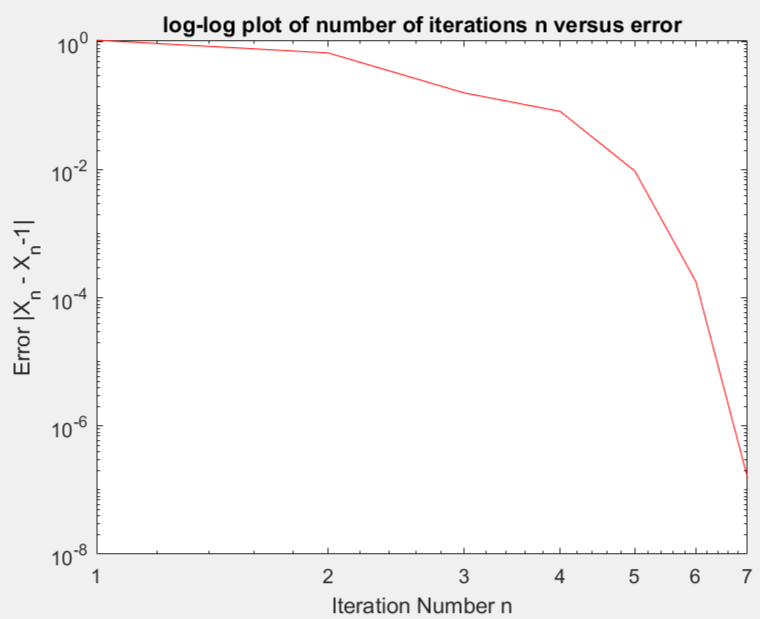 log-log plot of number of iterations n versus error
10^0
10^-2
10^-4
10^-6
10^-8
Error |X_n - X_n-1|
1 2 3 4 5 6 7
Iteration Number n